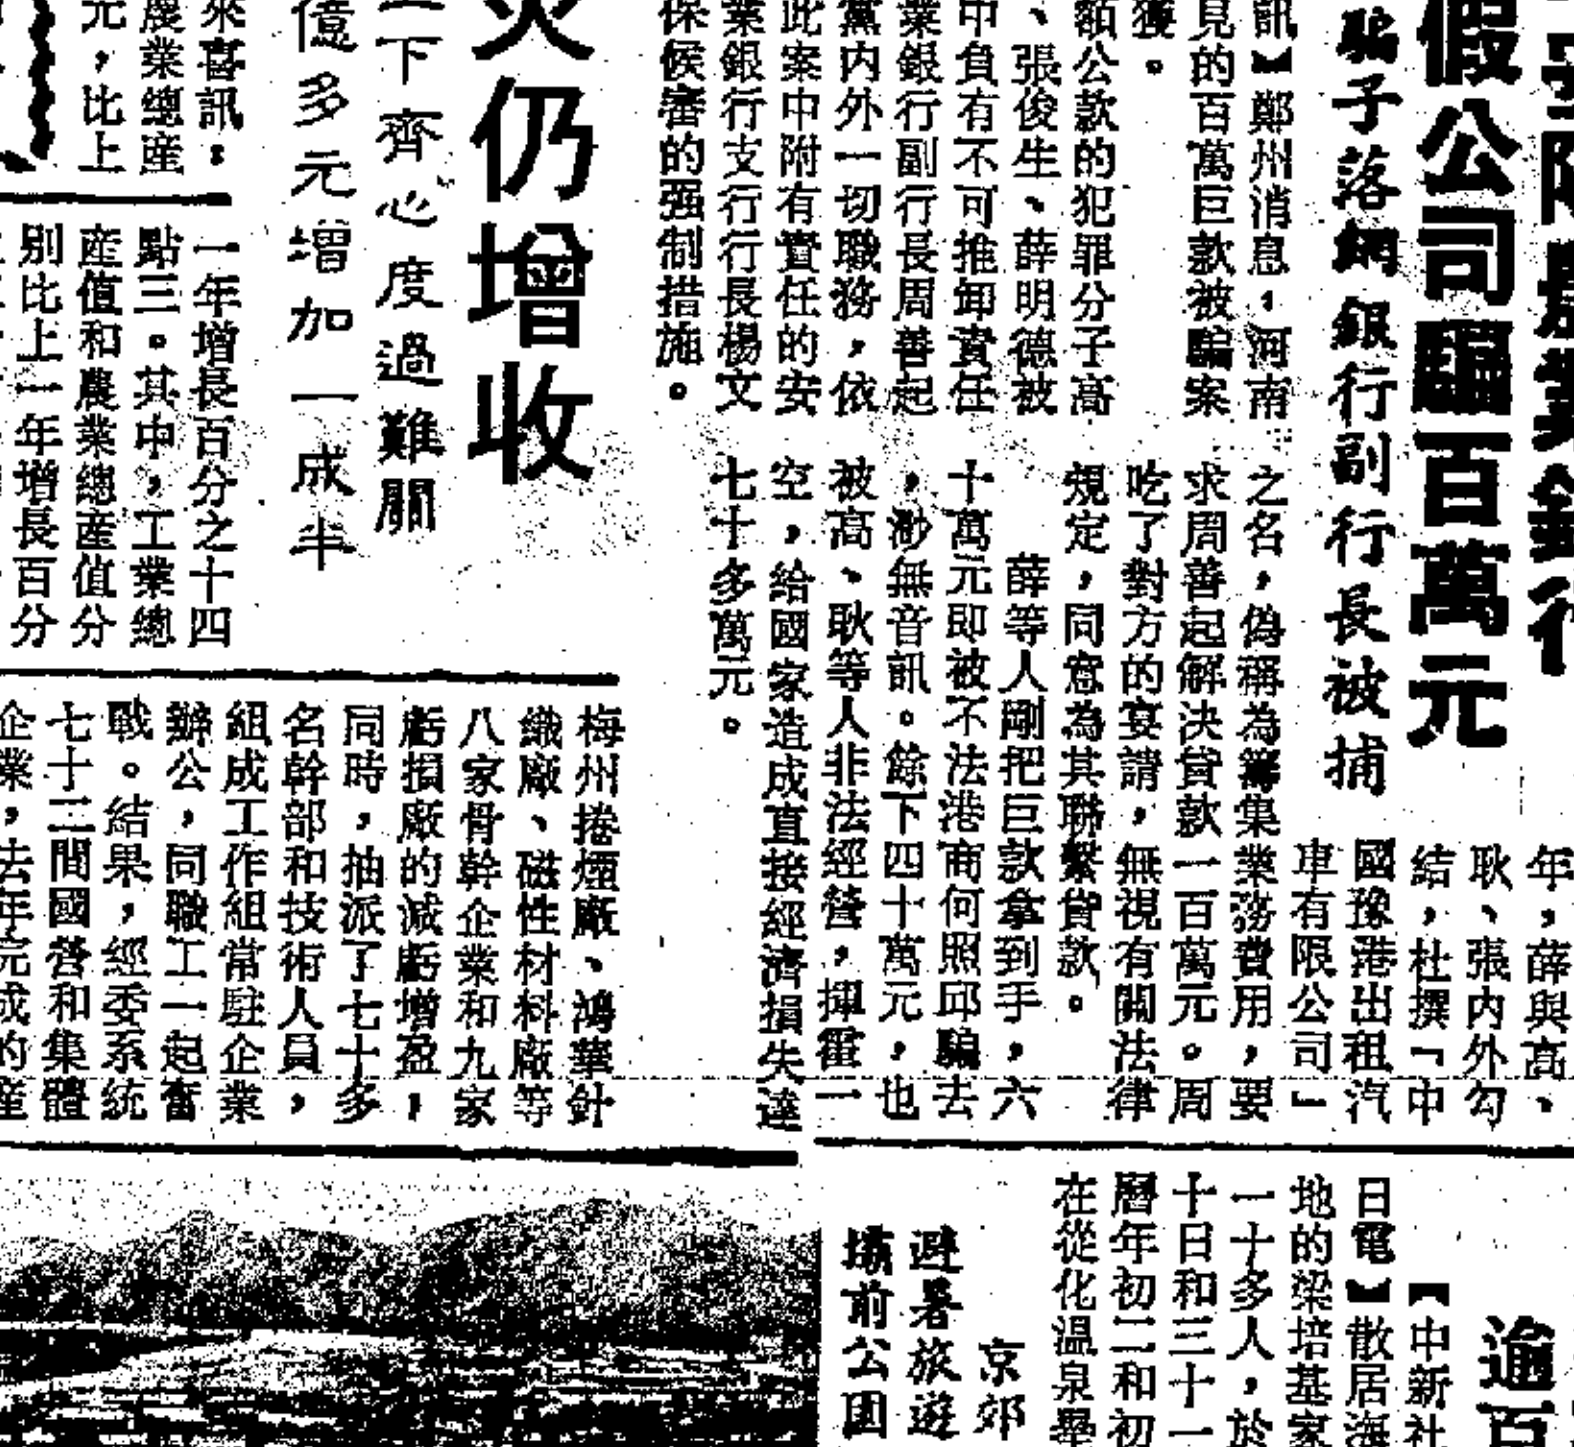 安陽農業銀行
假公司騙百萬元
騙子落網 銀行副行長被捕
訊】鄭州消息,河南
見的百萬巨款被騙案
獲。
額公款的犯罪分子高
、張俊生、薛明德被
中負有不可推卸責任
業銀行副行長周善起
黨內外一切職務,依
此案中附有責任的安
業銀行支行行長楊文
保候審的强制措施。
年,薛與高、
耿、張內外勾
結,杜撰「中
國豫港出租汽
車有限公司」
之名,偽稱為籌集業務費用,要
求周善起解決貸款一百萬元。周
吃了對方的宴請,無視有關法律
規定,同意為其聯繫貸款。
薛等人剛把巨款拿到手,六
十萬元即被不法港商何照邱騙去
,渺無音訊。餘下四十萬元,也
被高、耿等人非法經營,揮霍一
空,給國家造成直接經濟損失達
七十多萬元。
災仍增收
上下齊心度過難關
億多元增加一成半
來喜訊:
農業總産
元,比上
一年增長百分之十四
點三。其中,工業總
産值和農業總産值分
別比上一年增長百分
梅州捲煙廠、鴻華針
織廠、磁性材料廠等
八家骨幹企業和九家
虧損廠的減虧增盈,
同時,抽派了七十多
名幹部和技術人員,
組成工作組常駐企業
辦公,同職工一起奮
戰。結果,經委系統
七十三間國營和集體
企業,去年完成的産
逾百
【中新社
日電】散居海
地的梁培基家
一十多人,於
十日和三十一
曆年初二和初
在從化溫泉舉
京郊
避暑旅遊
壩前公園